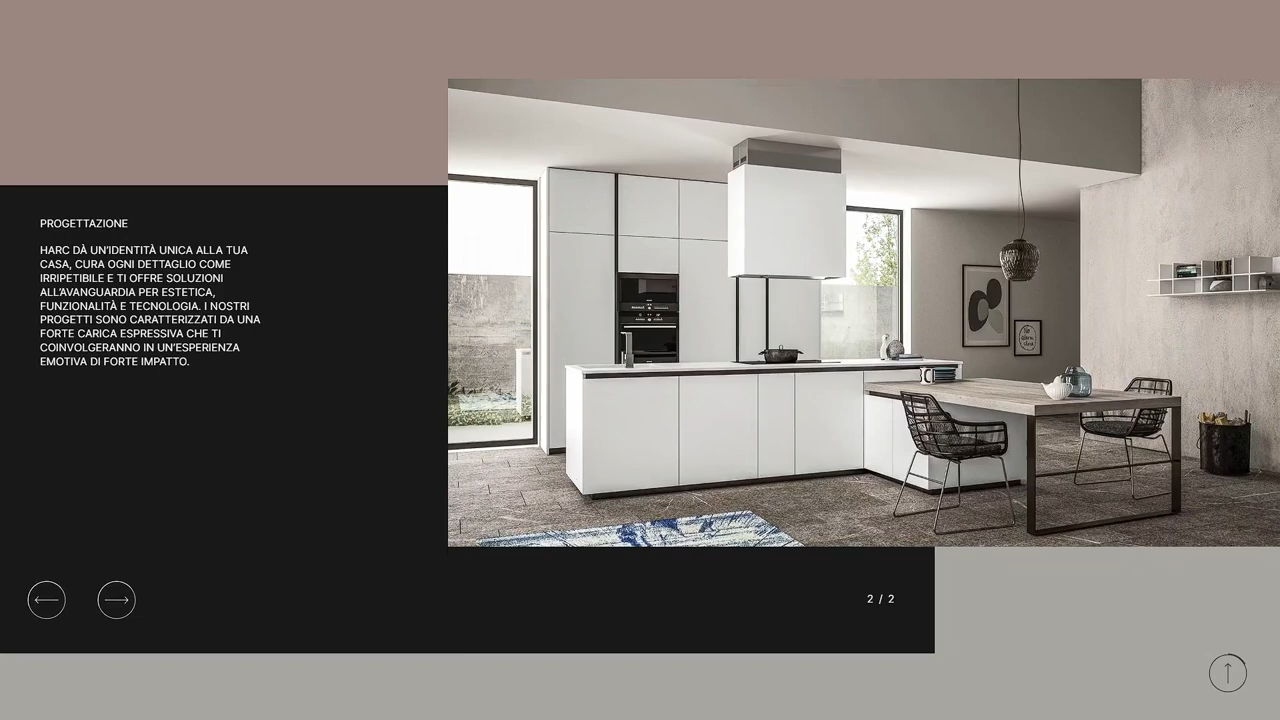 PROGETTAZIONE
HARC DÀ UN'IDENTITÀ UNICA ALLA TUA
CASA, CURA OGNI DETTAGLIO COME
IRRIPETIBILE E TI OFFRE SOLUZIONI
ALL'AVANGUARDIA PER ESTETICA,
FUNZIONALITÀ E TECNOLOGIA. I NOSTRI
PROGETTI SONO CARATTERIZZATI DA UNA
FORTE CARICA ESPRESSIVA CHE TI
COINVOLGERANNO IN UN'ESPERIENZA
EMOTIVA DI FORTE IMPATTO.
2 / 2